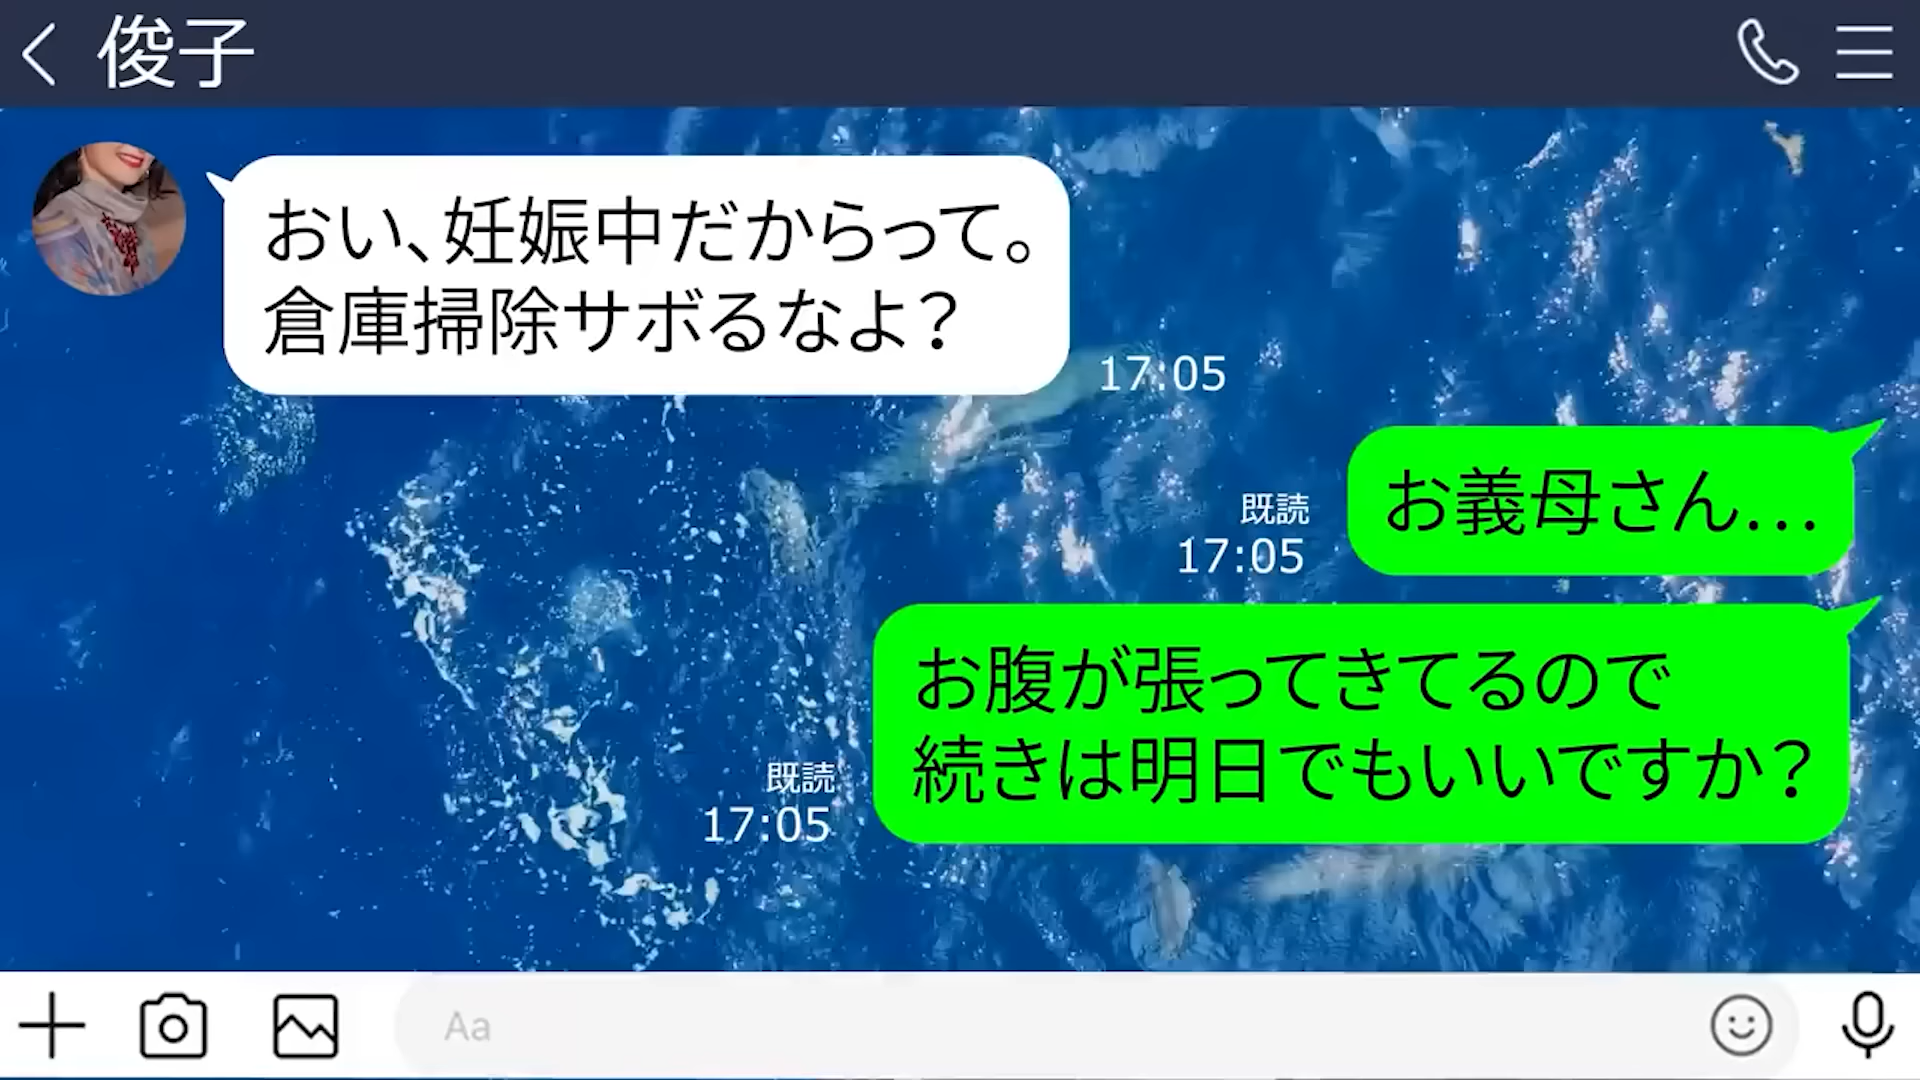 俊子
おい、妊娠中だからって。
倉庫掃除サボるなよ？
17:05
お義母さん…
既読
17:05
お腹が張ってきてるので
続きは明日でもいいですか？
既読
17:05
Aa